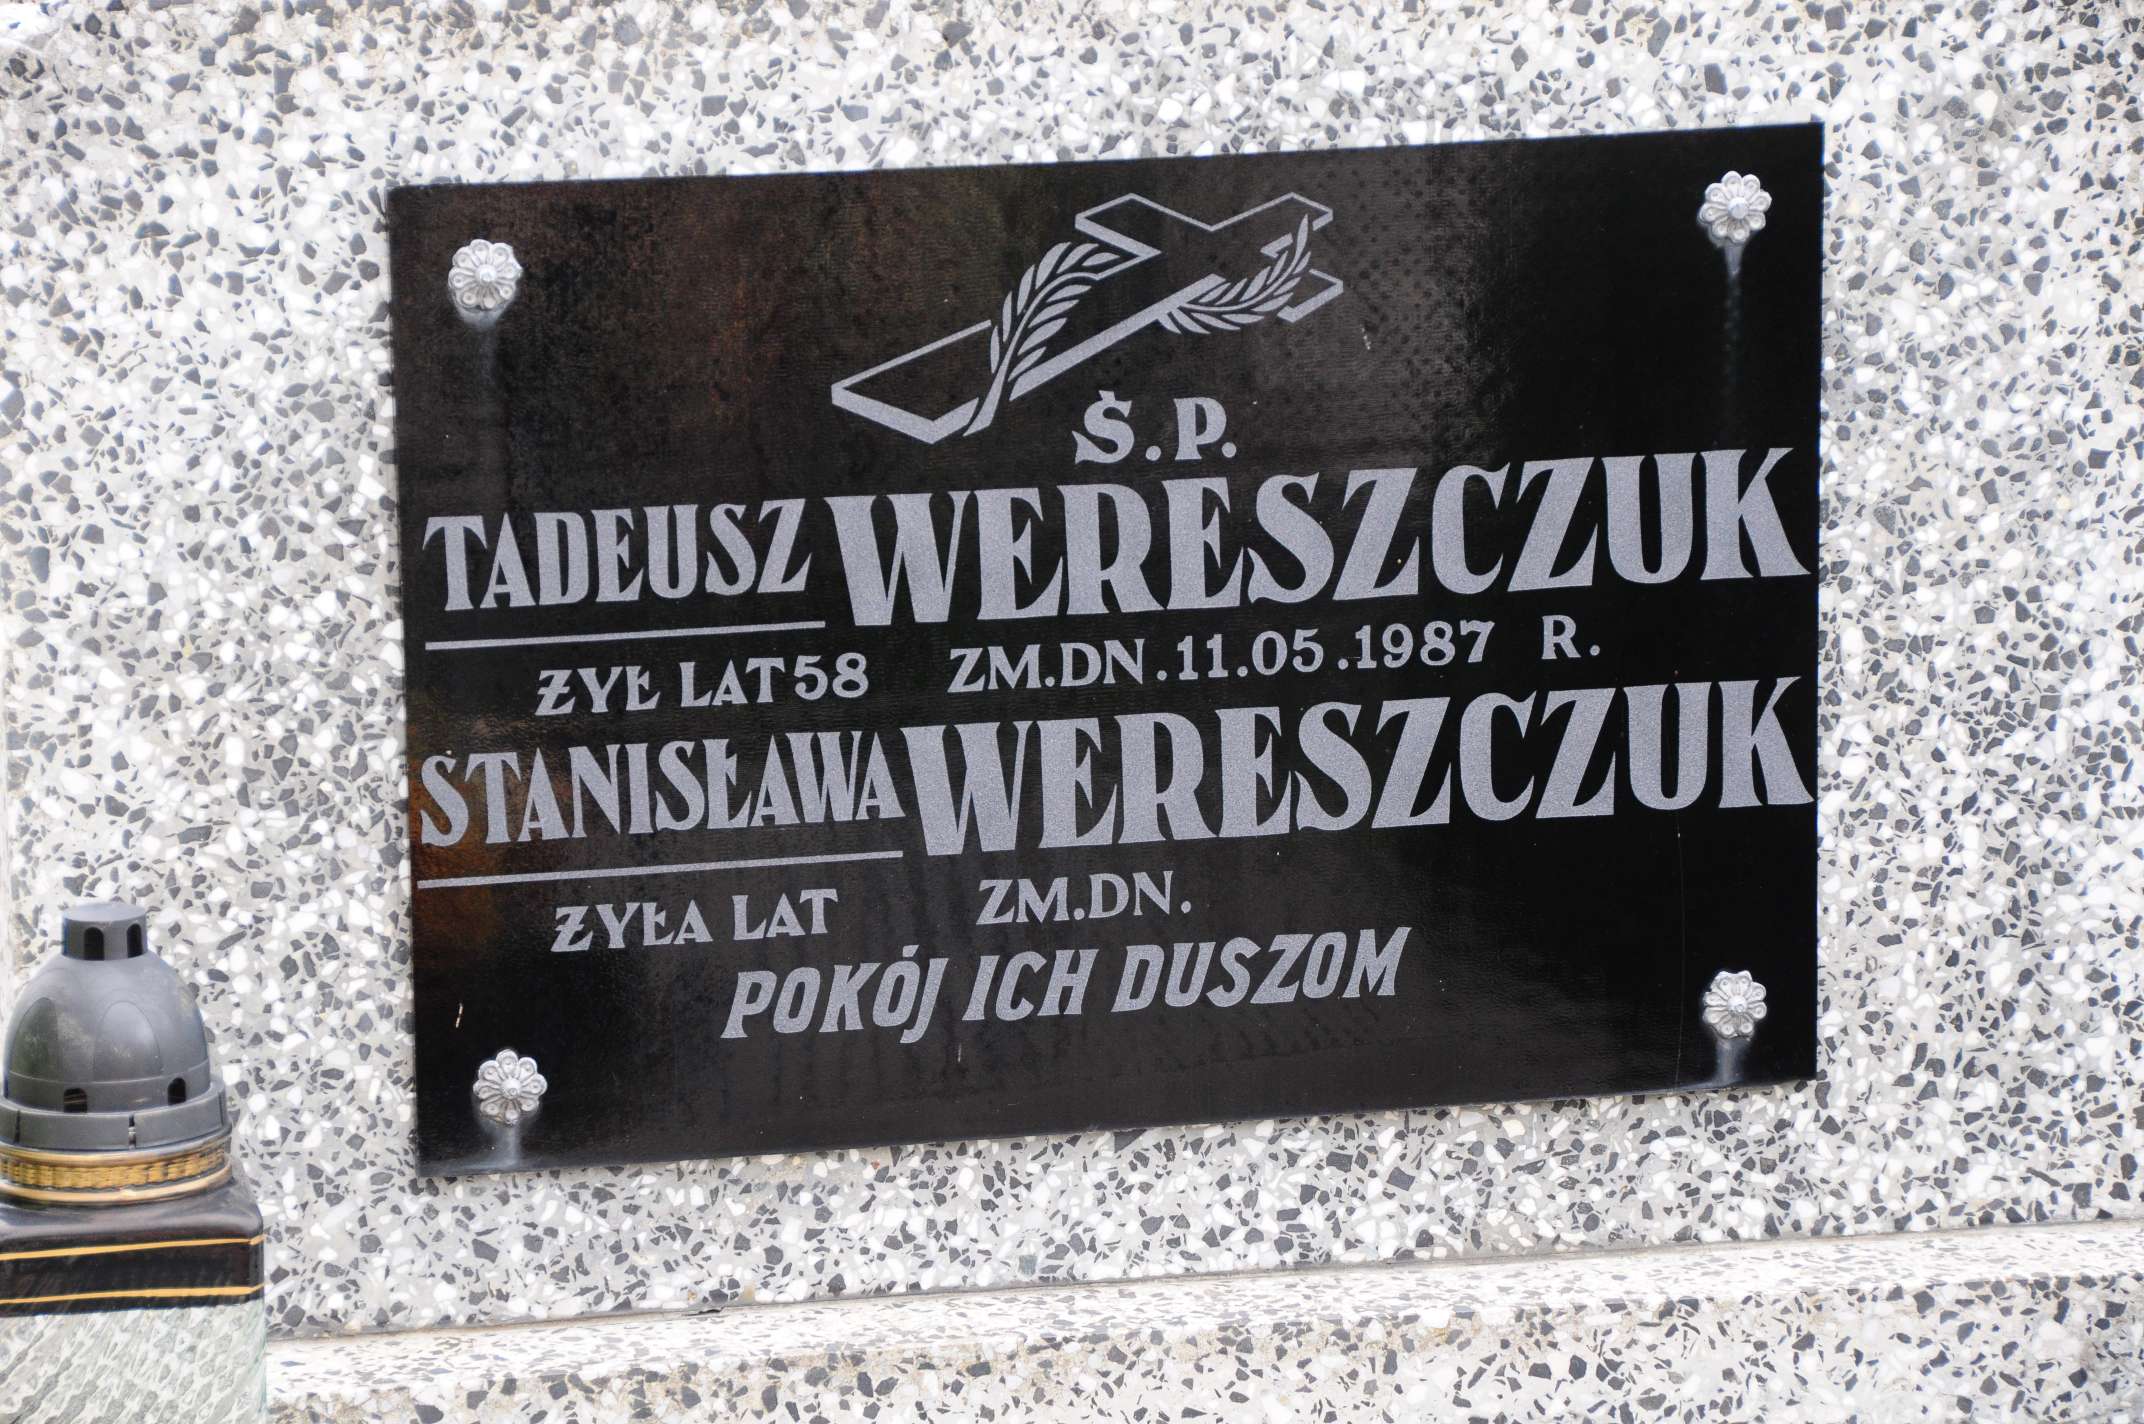 Ś.P.
TADEUSZ WERESZCZUK
ŻYŁ LAT 58 ZM.DN.11.05.1987 R.
STANISŁAWA WERESZCZUK
ŻYŁA LAT ZM.DN.
POKÓJ ICH DUSZOM